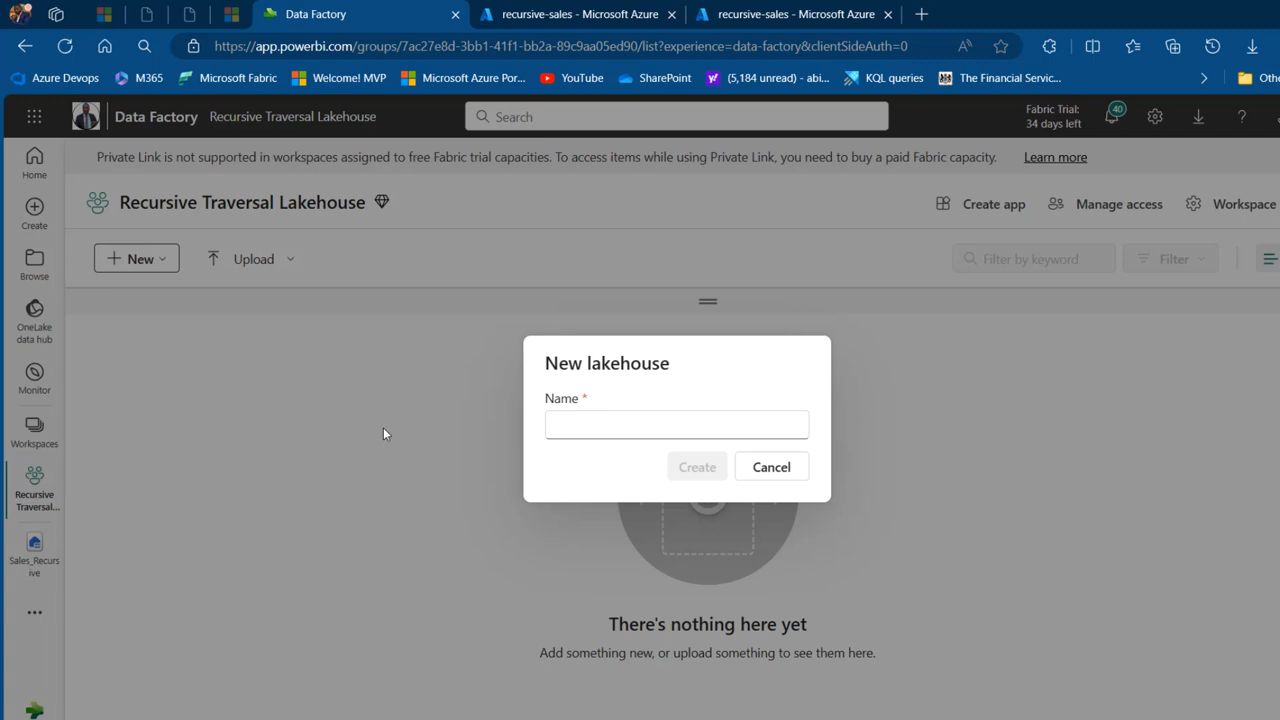 Data Factory
recursive-sales - Microsoft Azure
recursive-sales - Microsoft Azure
https://app.powerbi.com/groups/7ac27e8d-3bb1-41f1-bb2a-89c9aa05ed90/list?experience=data-factory&clientSideAuth=0
Azure Devops
M365
Microsoft Fabric
Welcome! MVP
Microsoft Azure Por...
YouTube
SharePoint
(5,184 unread) - abi...
KQL queries
The Financial Servic...
Othe
Data Factory
Recursive Traversal Lakehouse
Search
Fabric Trial:
34 days left
40
Private Link is not supported in workspaces assigned to free Fabric trial capacities. To access items while using Private Link, you need to buy a paid Fabric capacity.
Learn more
Home
Create
Browse
OneLake
data hub
Monitor
Workspaces
Recursive
Traversal...
Sales_Recurs
ive
Recursive Traversal Lakehouse
Create app
Manage access
Workspace
New
Upload
Filter by keyword
Filter
New lakehouse
Name *
Create
Cancel
There's nothing here yet
Add something new, or upload something to see them here.